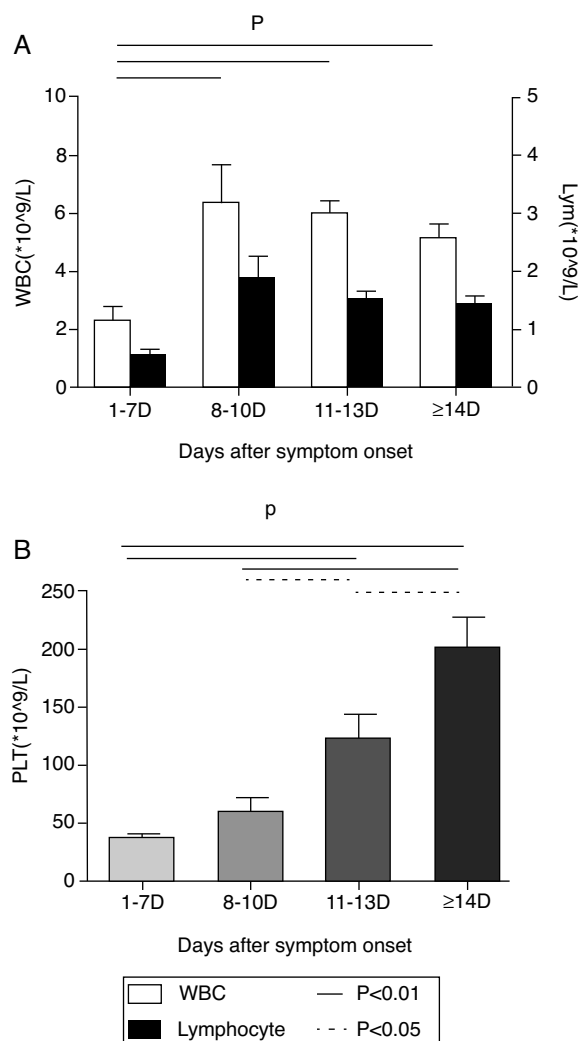 P
A
10
8
6
4
2
0
WBC(*10^9/L)
5
4
3
2
1
0
Lym(*10^9/L)
1-7D 8-10D 11-13D ≥14D
Days after symptom onset
p
B
250
200
150
100
50
0
PLT(*10^9/L)
1-7D 8-10D 11-13D ≥14D
Days after symptom onset
WBC P<0.01
Lymphocyte P<0.05